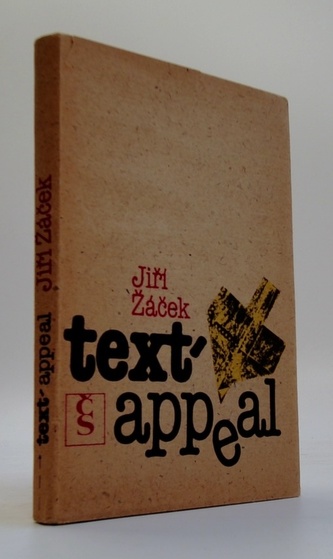 text' appeal Jiří Žáček
Jiří
Žáček
text'
appeal
Č
S